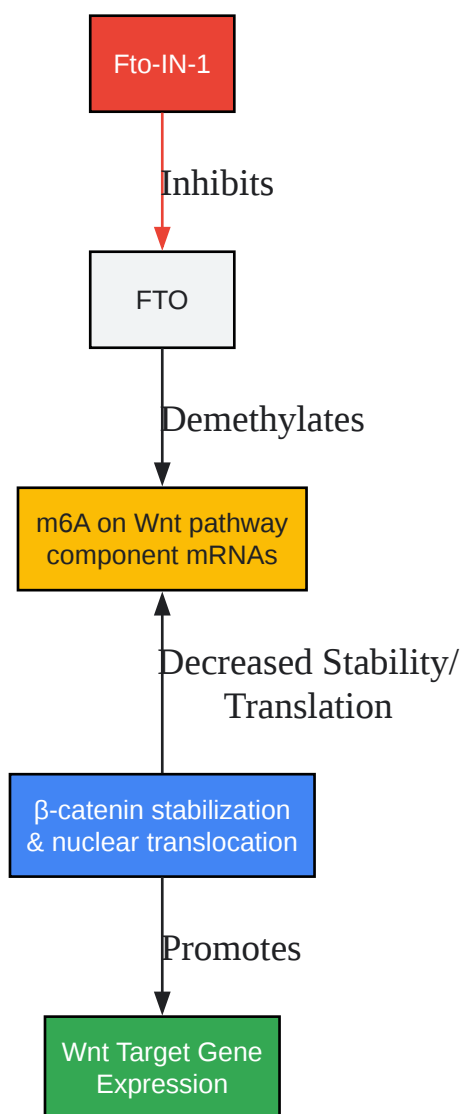 Fto-IN-1
Inhibits
FTO
Demethylates
m6A on Wnt pathway
component mRNAs
Decreased Stability/
Translation
β-catenin stabilization
& nuclear translocation
Promotes
Wnt Target Gene
Expression